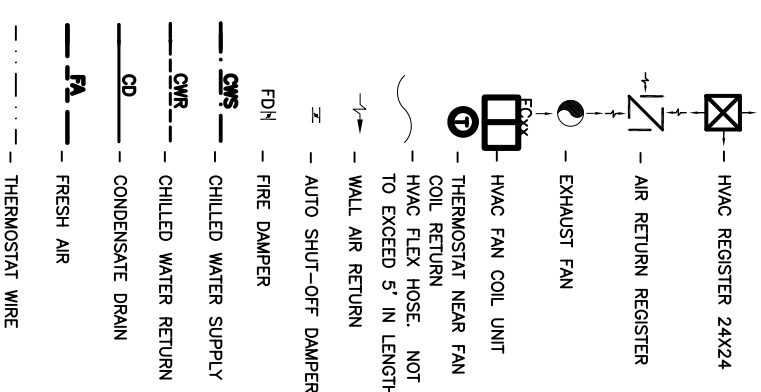 - HVAC REGISTER 24X24
- AIR RETURN REGISTER
- EXHAUST FAN
FCXX - HVAC FAN COIL UNIT
T - THERMOSTAT NEAR FAN
COIL RETURN
- HVAC FLEX HOSE. NOT
TO EXCEED 5' IN LENGTH
- WALL AIR RETURN
- AUTO SHUT-OFF DAMPER
FD - FIRE DAMPER
CWS - CHILLED WATER SUPPLY
CWR - CHILLED WATER RETURN
CD - CONDENSATE DRAIN
FA - FRESH AIR
- THERMOSTAT WIRE